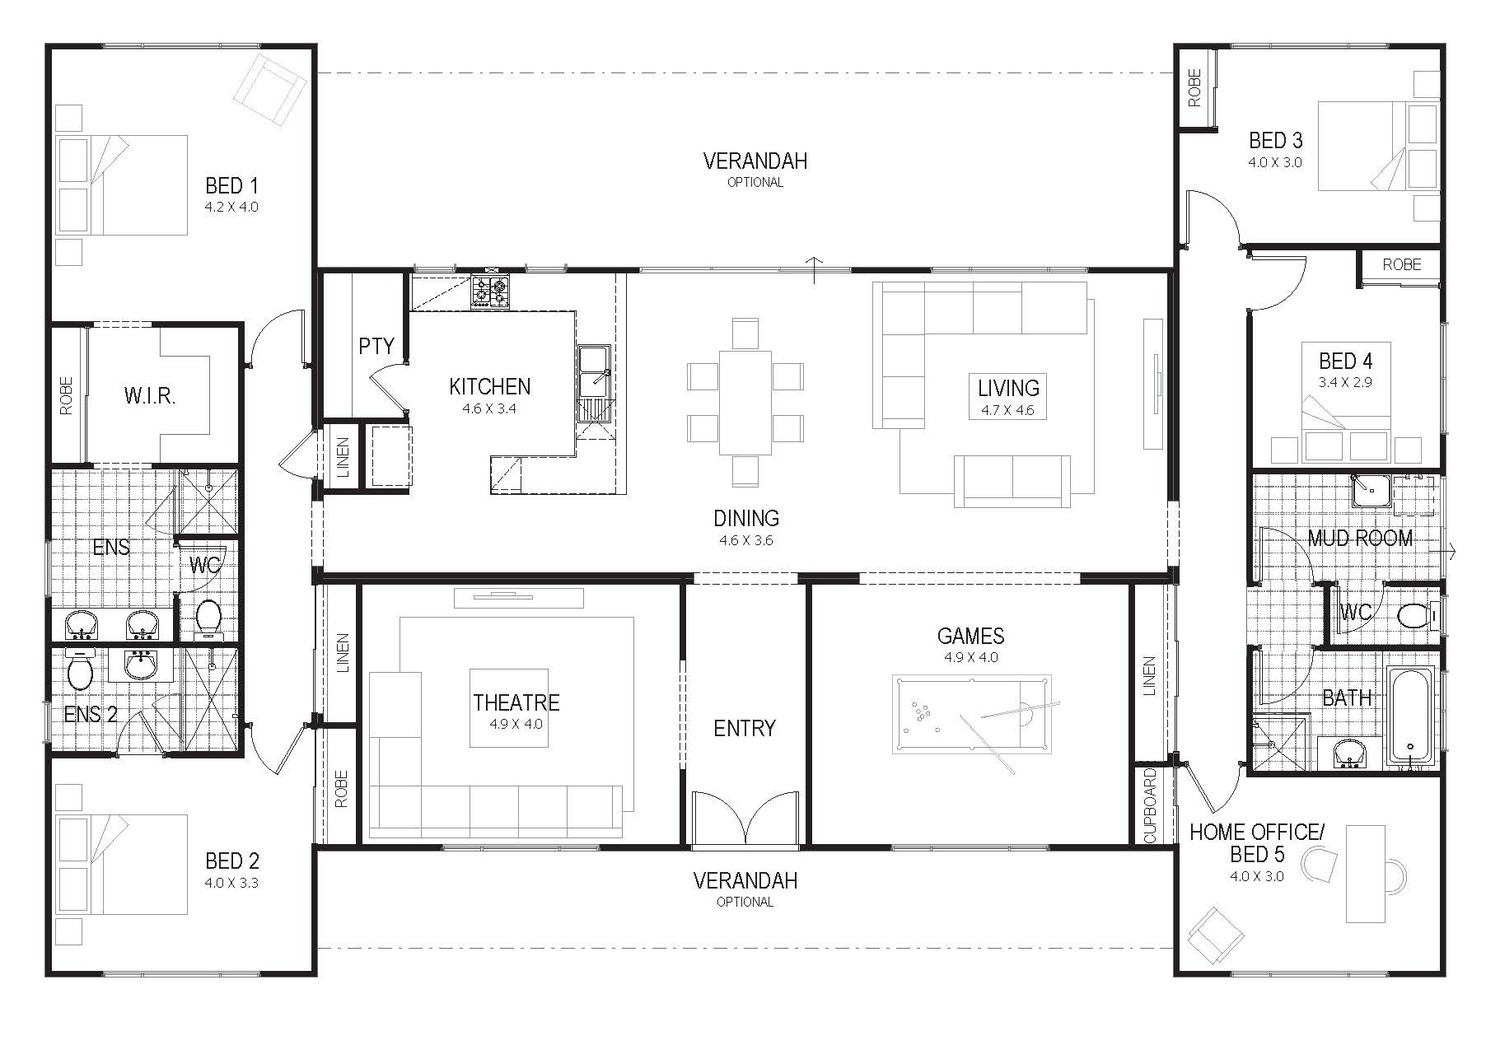 ROBE
BED 3
4.0 X 3.0
VERANDAH
OPTIONAL
BED 1
4.2 X 4.0
ROBE
PTY
KITCHEN
4.6 X 3.4
LIVING
4.7 X 4.6
BED 4
3.4 X 2.9
ROBE
W.I.R.
LINEN
DINING
4.6 X 3.6
MUD ROOM
ENS
WC
WC
LINEN
GAMES
4.9 X 4.0
LINEN
THEATRE
4.9 X 4.0
ENTRY
BATH
ENS 2
ROBE
CUPBOARD
HOME OFFICE/
BED 5
4.0 X 3.0
BED 2
4.0 X 3.3
VERANDAH
OPTIONAL